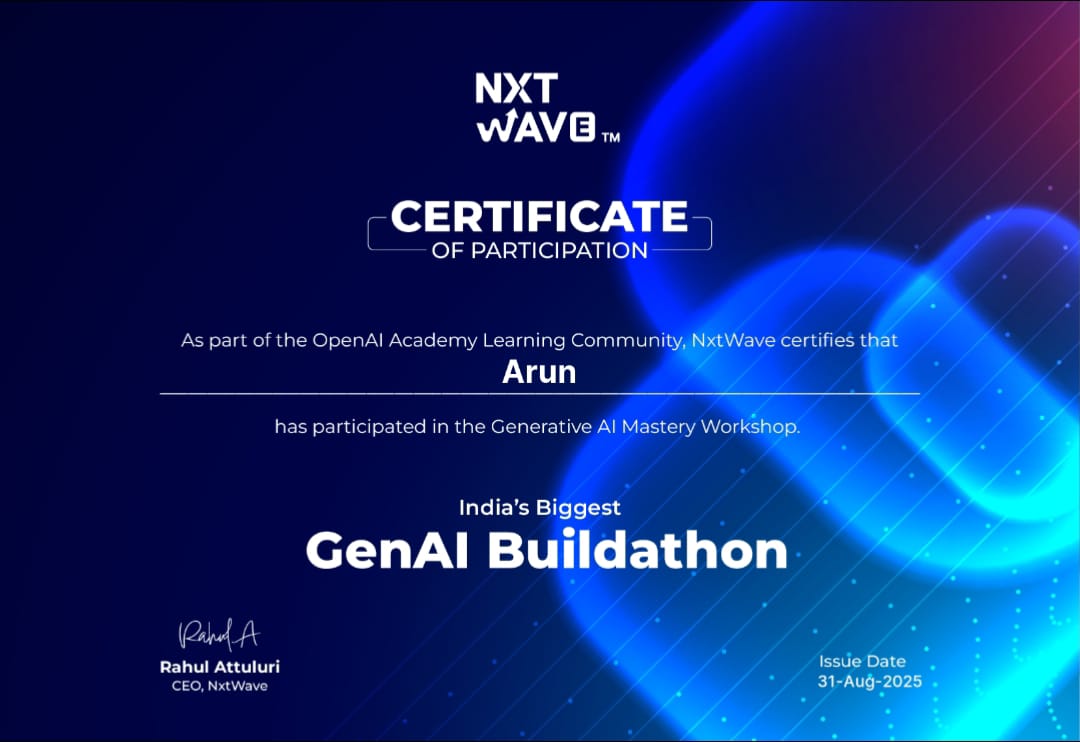 NXT
WAVE TM
CERTIFICATE
OF PARTICIPATION
As part of the OpenAI Academy Learning Community, NxtWave certifies that
Arun
has participated in the Generative AI Mastery Workshop.
India's Biggest
GenAI Buildathon
Rahul A
Rahul Attuluri
CEO, NxtWave
Issue Date
31-Aug-2025